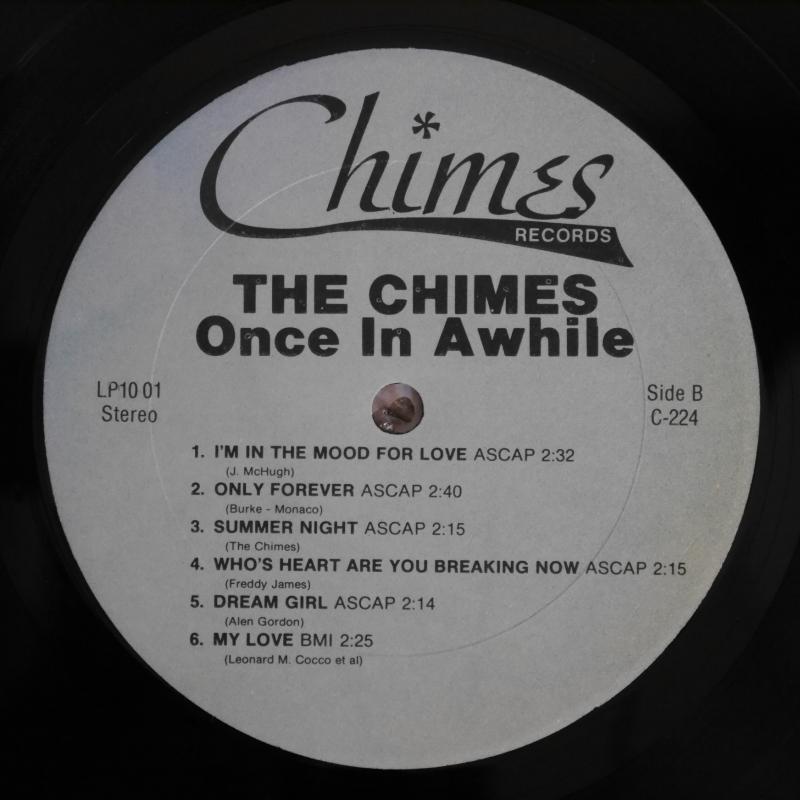 Chimes
RECORDS
THE CHIMES
Once In Awhile
LP10 01
Stereo
Side B
C-224
1. I'M IN THE MOOD FOR LOVE ASCAP 2:32
(J. McHugh)
2. ONLY FOREVER ASCAP 2:40
(Burke - Monaco)
3. SUMMER NIGHT ASCAP 2:15
(The Chimes)
4. WHO'S HEART ARE YOU BREAKING NOW ASCAP 2:15
(Freddy James)
5. DREAM GIRL ASCAP 2:14
(Alen Gordon)
6. MY LOVE BMI 2:25
(Leonard M. Cocco et al)